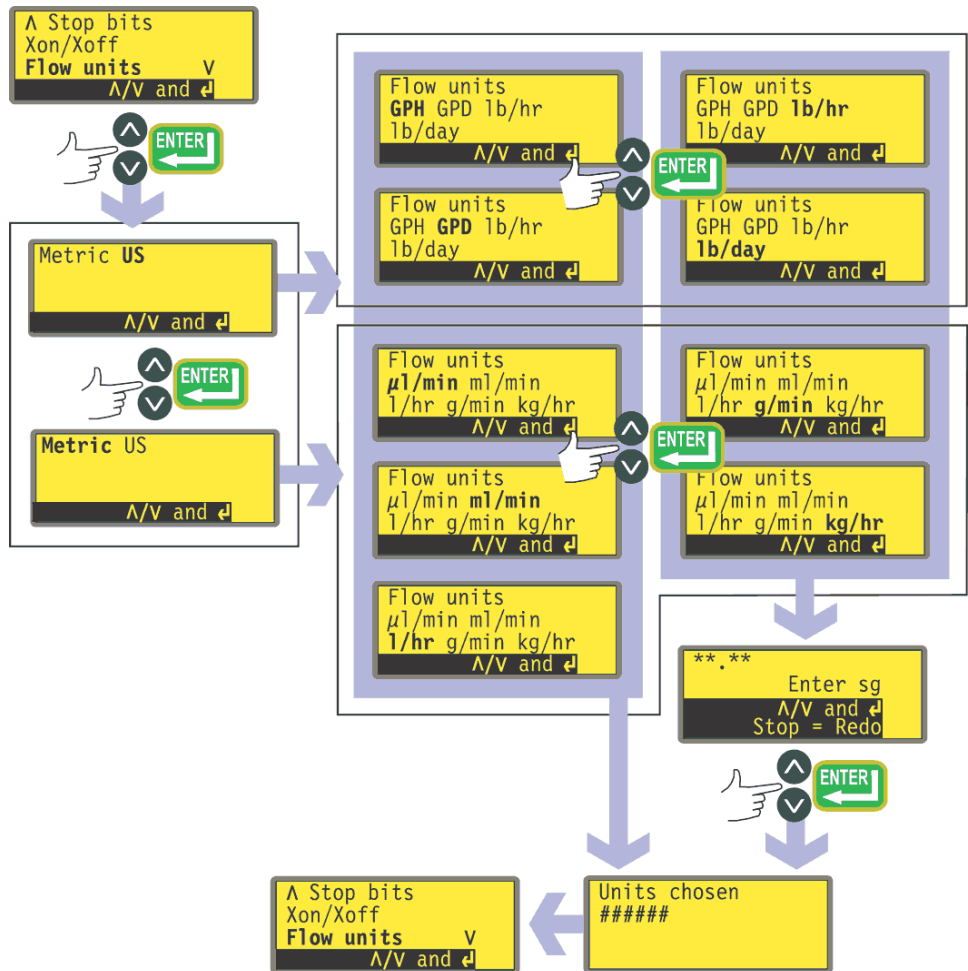 Λ Stop bits
Xon/Xoff
Flow units V
Λ/V and ↲
ENTER
Metric US
Λ/V and ↲
ENTER
Metric US
Λ/V and ↲
Flow units
GPH GPD lb/hr
lb/day
Λ/V and ↲
Flow units
GPH GPD lb/hr
lb/day
Λ/V and ↲
ENTER
Flow units
GPH GPD lb/hr
lb/day
Λ/V and ↲
Flow units
GPH GPD lb/hr
lb/day
Λ/V and ↲
Flow units
µl/min ml/min
l/hr g/min kg/hr
Λ/V and ↲
Flow units
µl/min ml/min
l/hr g/min kg/hr
Λ/V and ↲
ENTER
Flow units
µl/min ml/min
l/hr g/min kg/hr
Λ/V and ↲
Flow units
µl/min ml/min
l/hr g/min kg/hr
Λ/V and ↲
Flow units
µl/min ml/min
l/hr g/min kg/hr
Λ/V and ↲
**.**
Enter sg
Λ/V and ↲
Stop = Redo
ENTER
Units chosen
######
Λ Stop bits
Xon/Xoff
Flow units V
Λ/V and ↲